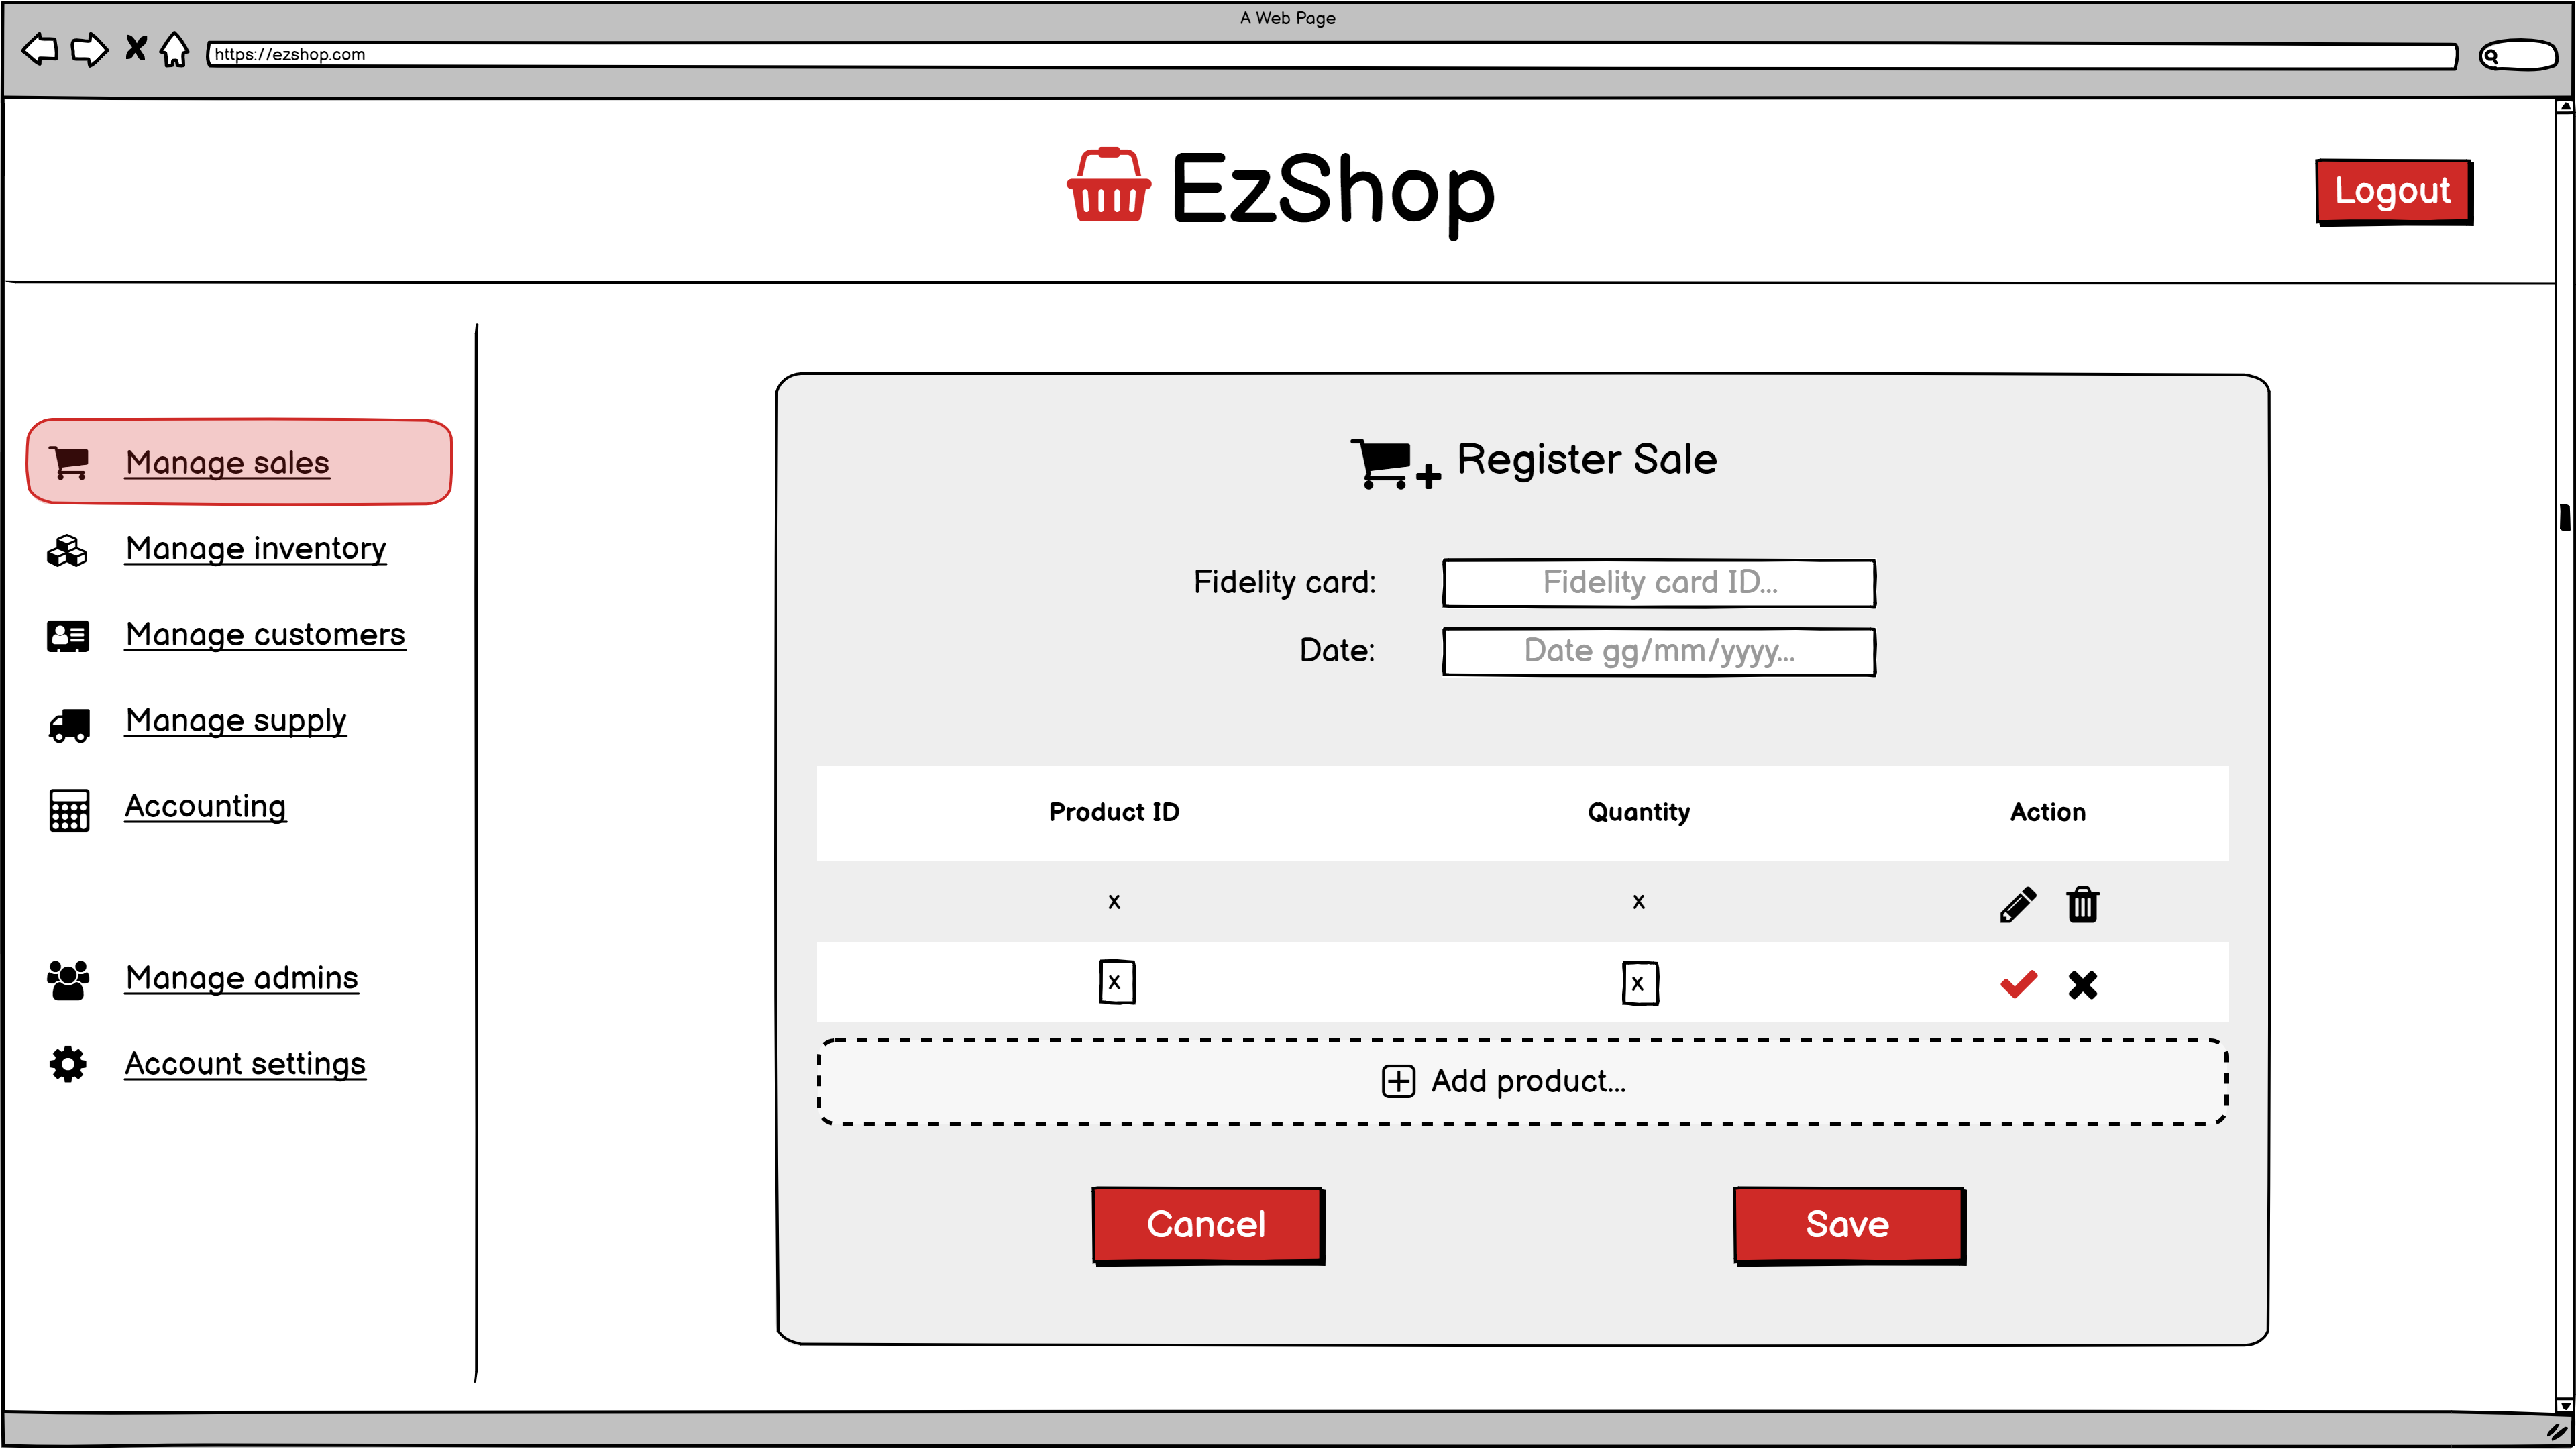 A Web Page
https://ezshop.com
EzShop
Logout
Manage sales
Manage inventory
Manage customers
Manage supply
Accounting
Manage admins
Account settings
Register Sale
Fidelity card: Fidelity card ID...
Date: Date gg/mm/yyyy...
Product ID Quantity Action
x x
x x
Add product...
Cancel Save